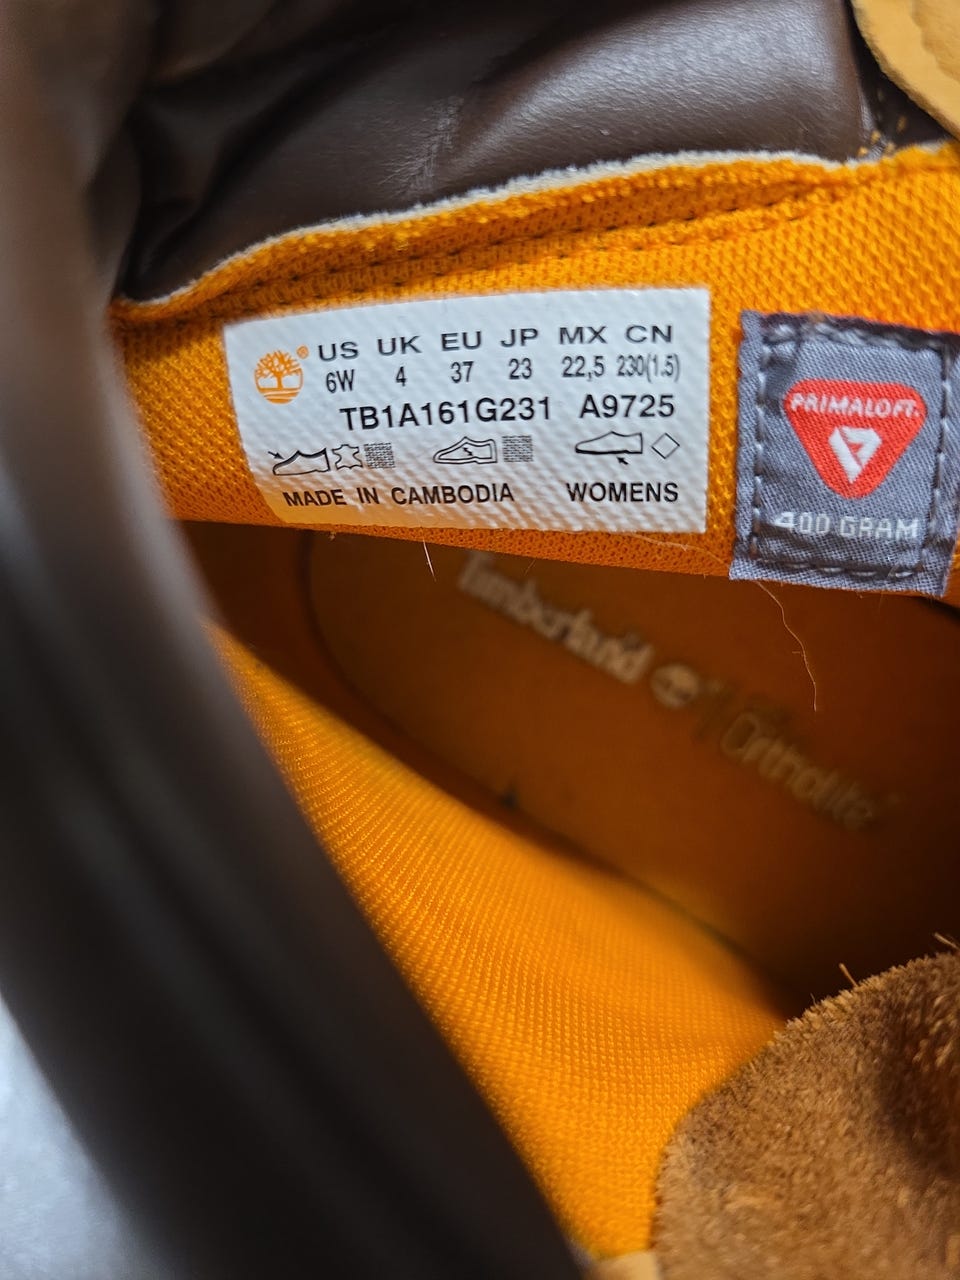 US UK EU JP MX CN
6W 4 37 23 22,5 230(1.5)
TB1A161G231 A9725
MADE IN CAMBODIA WOMENS
PRIMALOFT.
400 GRAM
Timberland
Ortholite